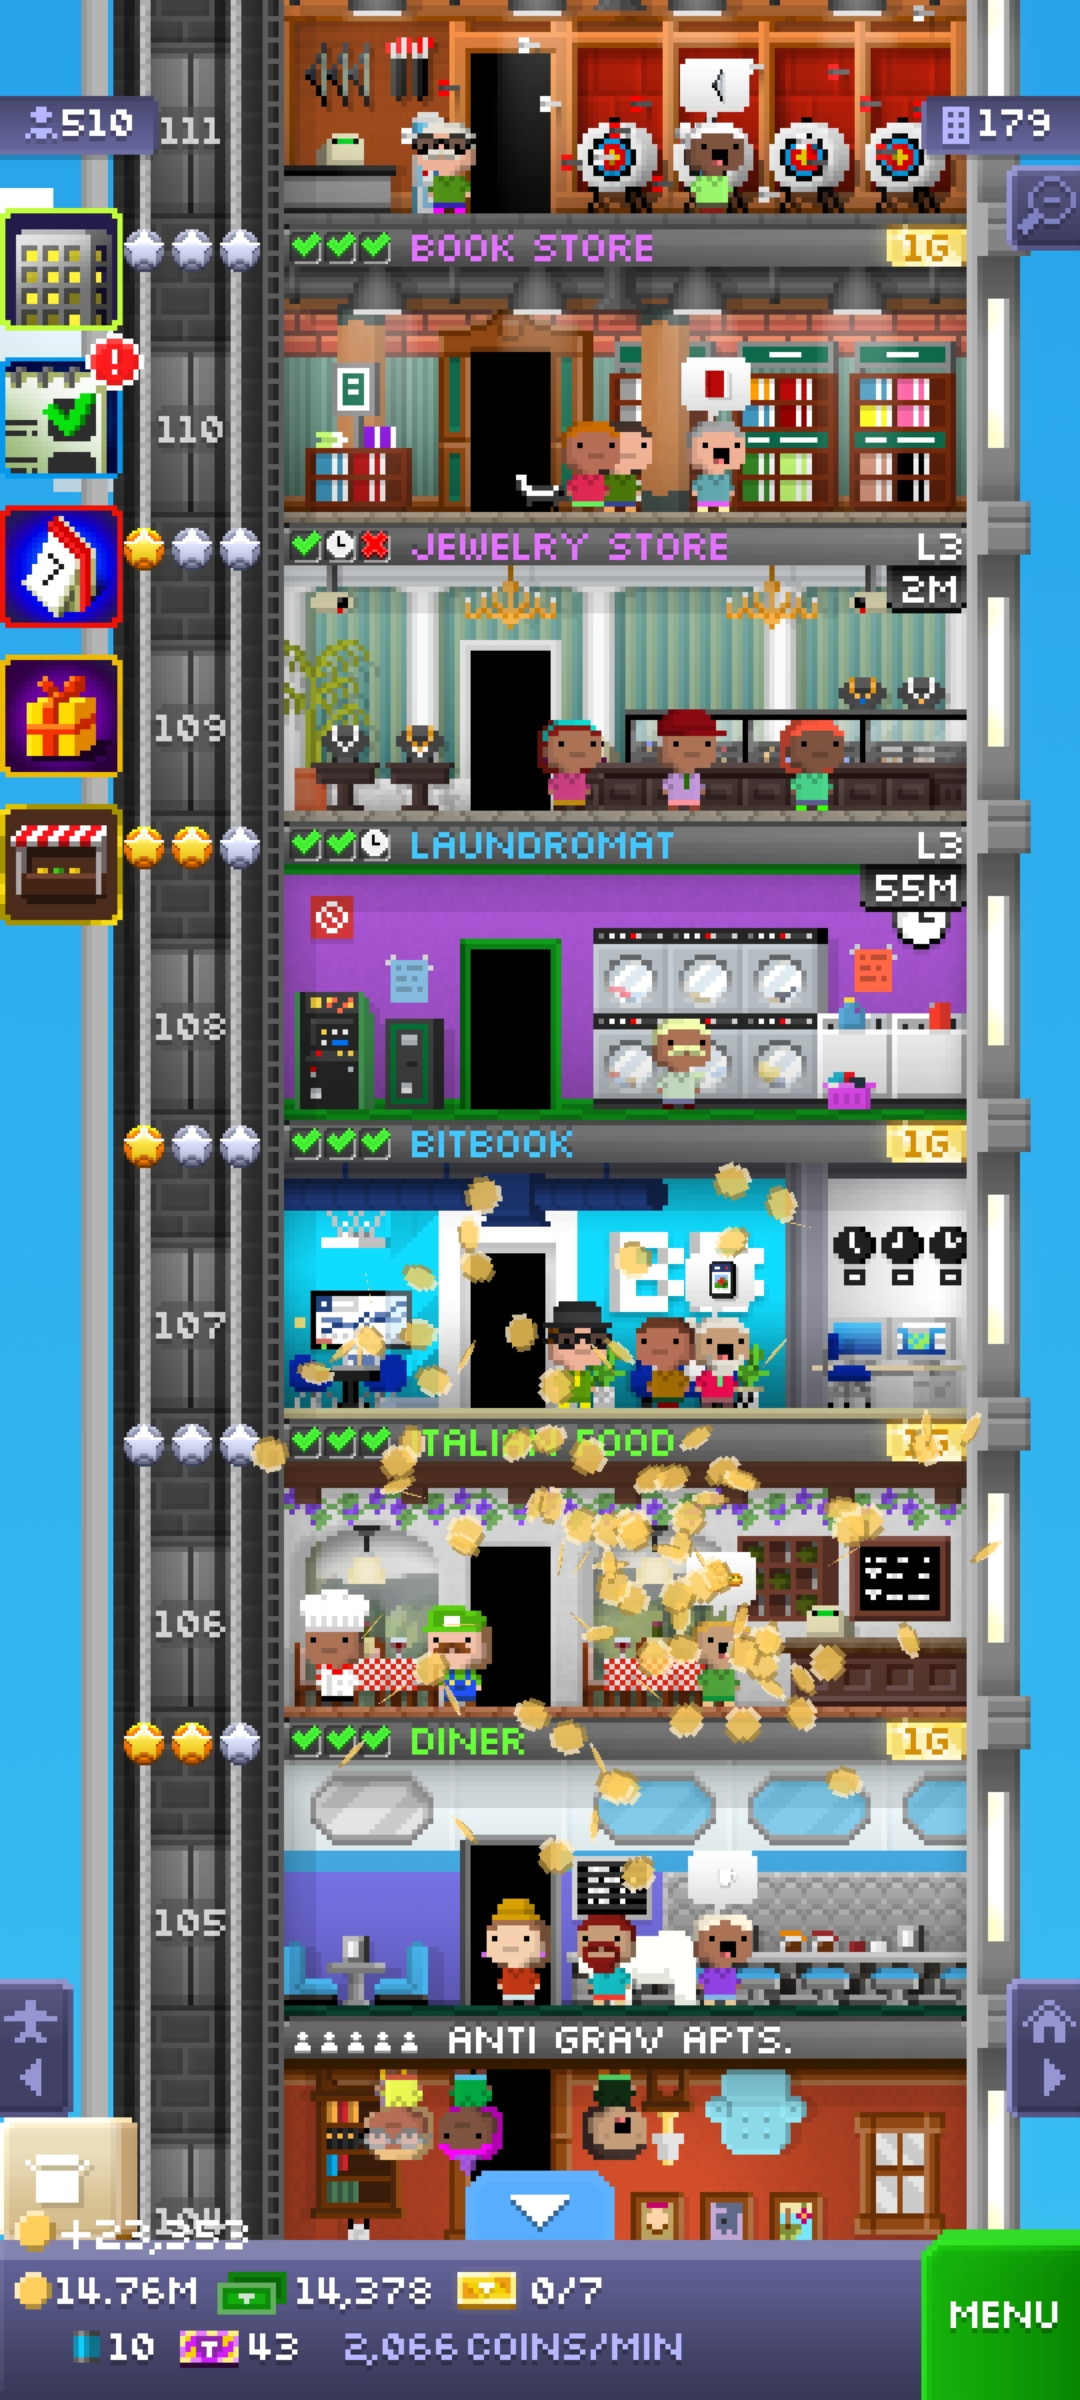 510
111
179
BOOK STORE
1G
110
JEWELRY STORE
L3
2M
109
LAUNDROMAT
L3
55M
108
BITBOOK
1G
107
ITALIAN FOOD
1G
106
DINER
1G
105
ANTI GRAV APTS.
104
+23,353
14.76M
14,378
0/7
MENU
10
43
2,066 COINS/MIN